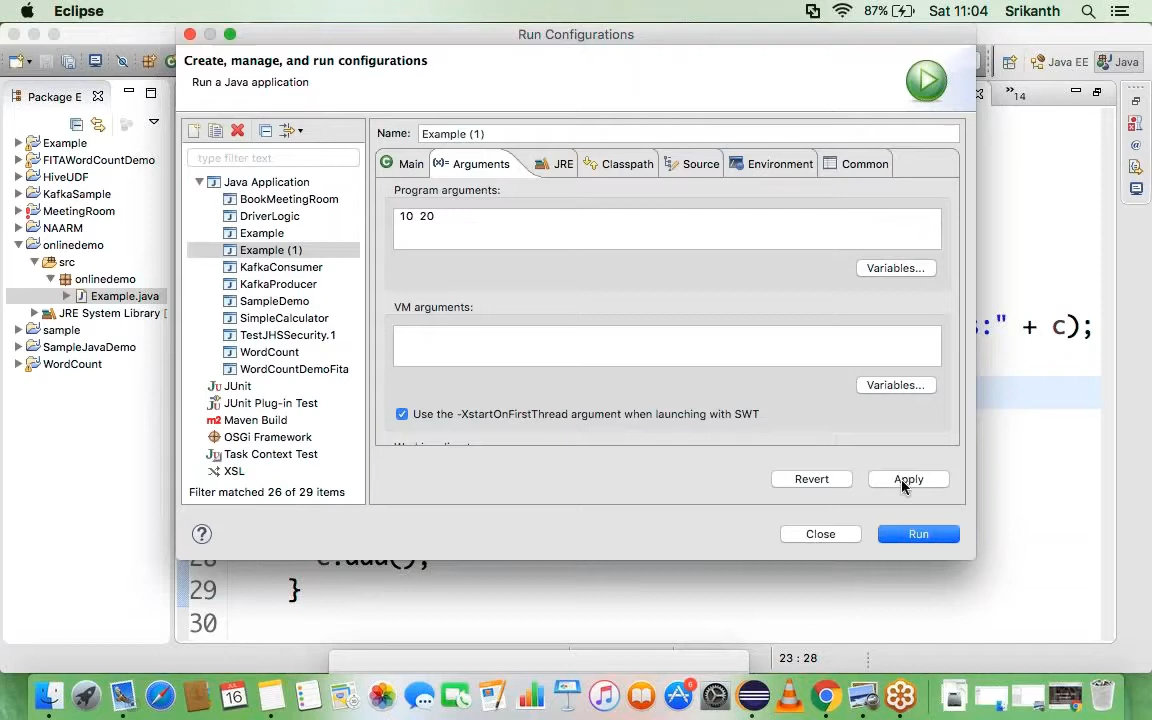 Eclipse
87%
Sat 11:04
Srikanth
Run Configurations
Create, manage, and run configurations
Run a Java application
Package E
Java EE
Java
14
Name:
Example (1)
type filter text
Main
(x)= Arguments
JRE
Classpath
Source
Environment
Common
Example
FITAWordCountDemo
HiveUDF
KafkaSample
MeetingRoom
NAARM
onlinedemo
src
onlinedemo
Example.java
JRE System Library [
sample
SampleJavaDemo
WordCount
Java Application
BookMeetingRoom
DriverLogic
Example
Example (1)
KafkaConsumer
KafkaProducer
SampleDemo
SimpleCalculator
TestJHSSecurity.1
WordCount
WordCountDemoFita
JUnit
JUnit Plug-in Test
Maven Build
OSGi Framework
Task Context Test
XSL
Filter matched 26 of 29 items
Program arguments:
10 20
Variables...
VM arguments:
Variables...
Use the -XstartOnFirstThread argument when launching with SWT
Revert
Apply
Close
Run
:" + c);
29
}
30
23 : 28
16
6